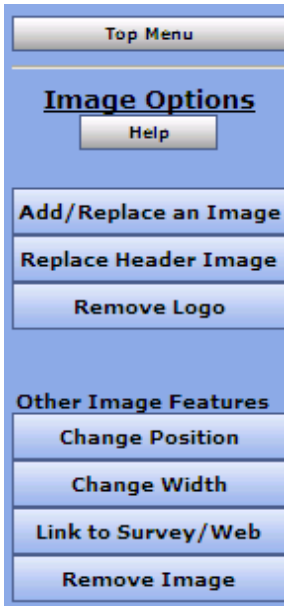 Top Menu
Image Options
Help
Add/Replace an Image
Replace Header Image
Remove Logo
Other Image Features
Change Position
Change Width
Link to Survey/Web
Remove Image